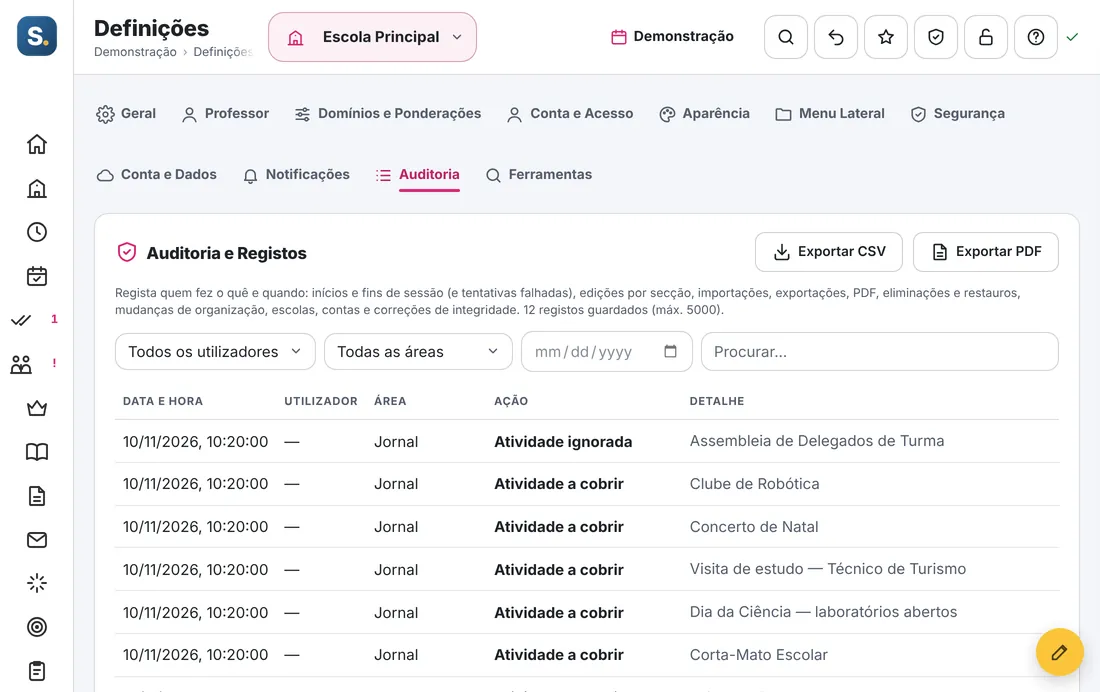 S.
Definições
Demonstração › Definições
Escola Principal
Demonstração
Geral
Professor
Domínios e Ponderações
Conta e Acesso
Aparência
Menu Lateral
Segurança
Conta e Dados
Notificações
Auditoria
Ferramentas
1
!
Auditoria e Registos
Exportar CSV
Exportar PDF
Regista quem fez o quê e quando: inícios e fins de sessão (e tentativas falhadas), edições por secção, importações, exportações, PDF, eliminações e restauros,
mudanças de organização, escolas, contas e correções de integridade. 12 registos guardados (máx. 5000).
Todos os utilizadores
Todas as áreas
mm/dd/yyyy
Procurar...
DATA E HORA UTILIZADOR ÁREA AÇÃO DETALHE
10/11/2026, 10:20:00 — Jornal Atividade ignorada Assembleia de Delegados de Turma
10/11/2026, 10:20:00 — Jornal Atividade a cobrir Clube de Robótica
10/11/2026, 10:20:00 — Jornal Atividade a cobrir Concerto de Natal
10/11/2026, 10:20:00 — Jornal Atividade a cobrir Visita de estudo — Técnico de Turismo
10/11/2026, 10:20:00 — Jornal Atividade a cobrir Dia da Ciência — laboratórios abertos
10/11/2026, 10:20:00 — Jornal Atividade a cobrir Corta-Mato Escolar